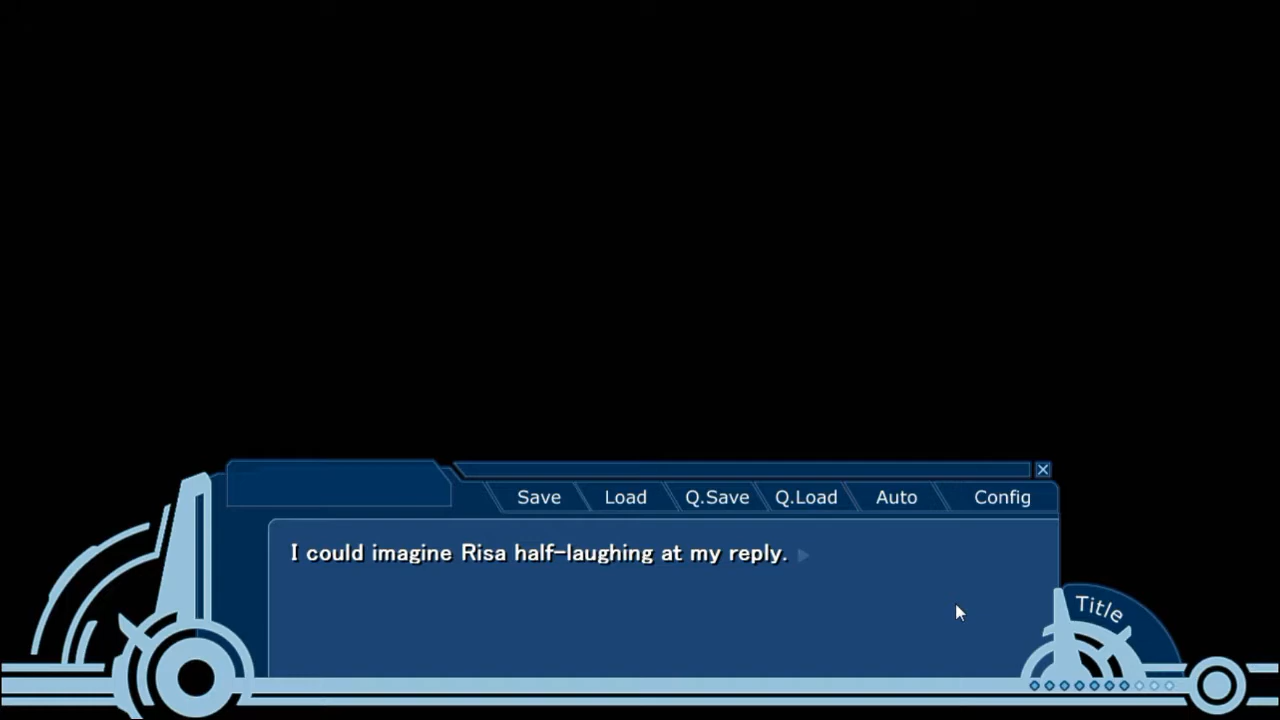 Save Load Q.Save Q.Load Auto Config
I could imagine Risa half-laughing at my reply.
Title